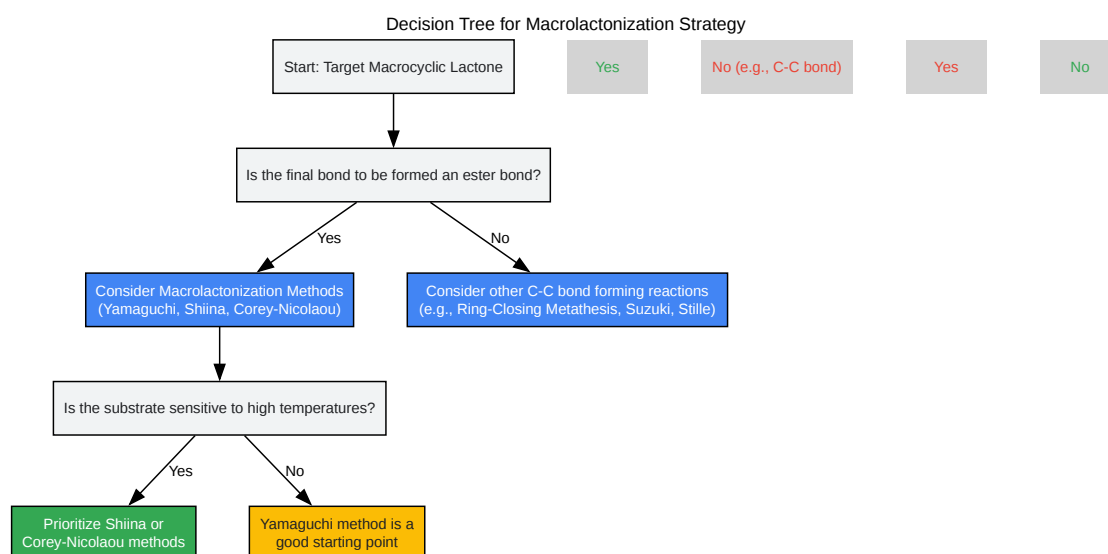 Decision Tree for Macrolactonization Strategy
Start: Target Macrocyclic Lactone
Yes
No (e.g., C-C bond)
Yes
No
Is the final bond to be formed an ester bond?
Yes
No
Consider Macrolactonization Methods
(Yamaguchi, Shiina, Corey-Nicolaou)
Consider other C-C bond forming reactions
(e.g., Ring-Closing Metathesis, Suzuki, Stille)
Is the substrate sensitive to high temperatures?
Yes
No
Prioritize Shiina or
Corey-Nicolaou methods
Yamaguchi method is a
good starting point